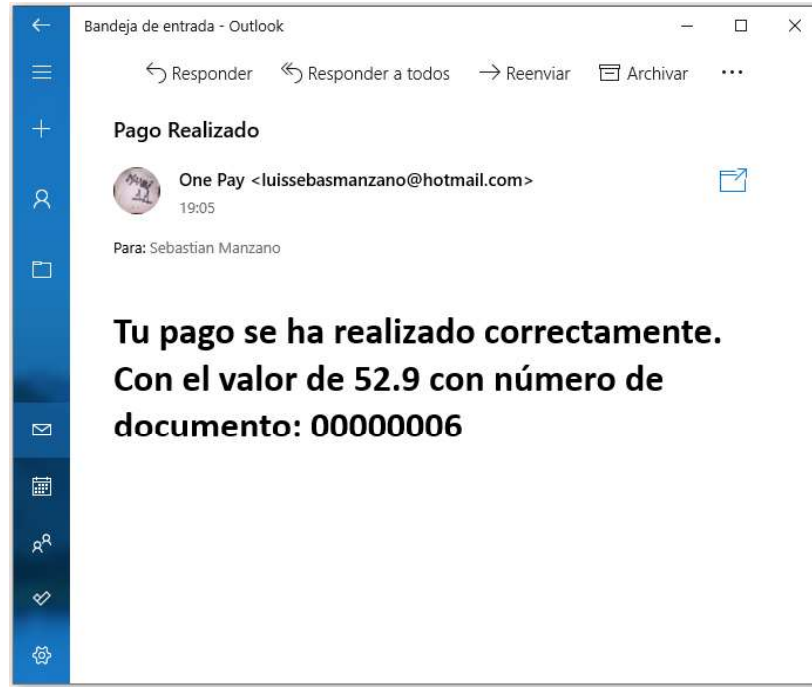 Bandeja de entrada - Outlook
Responder Responder a todos Reenviar Archivar ...
Pago Realizado
One Pay <luissebasmanzano@hotmail.com>
19:05
Para: Sebastian Manzano
Tu pago se ha realizado correctamente.
Con el valor de 52.9 con número de
documento: 00000006